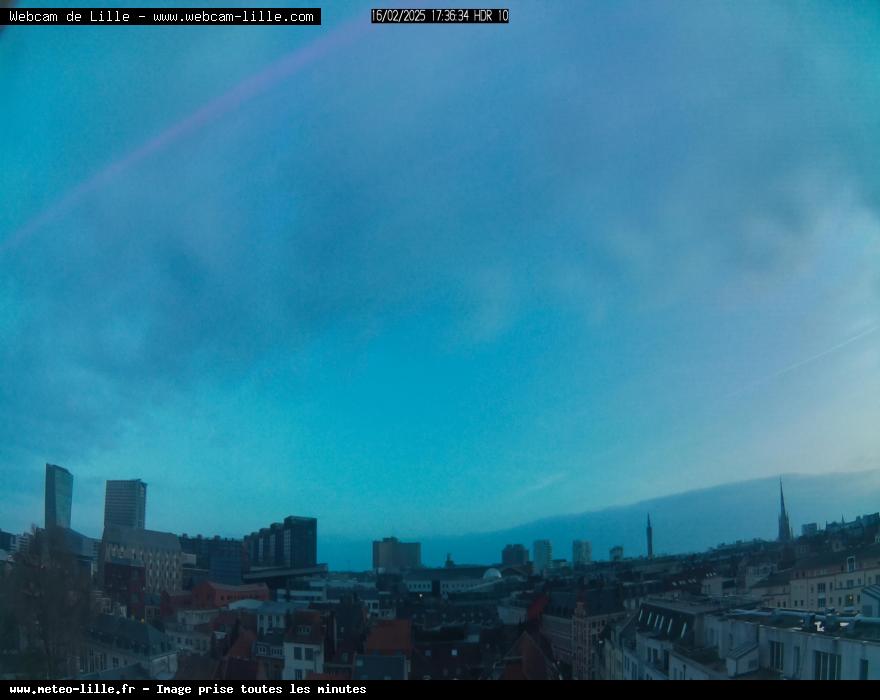 Webcam de Lille - www.webcam-lille.com
16/02/2025 17:36:34 HDR 10
www.meteo-lille.fr - Image prise toutes les minutes